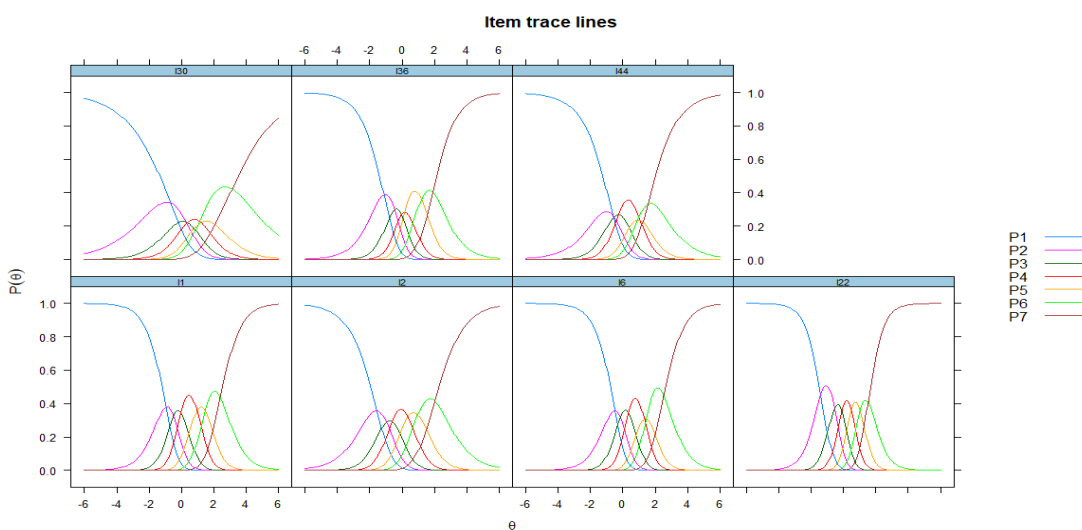 Item trace lines
-6 -4 -2 0 2 4 6
I30 I36 I44
1.0
0.8
0.6
0.4
0.2
0.0
P(θ)
I1 I2 I6 I22
1.0
0.8
0.6
0.4
0.2
0.0
-6 -4 -2 0 2 4 6 -6 -4 -2 0 2 4 6
θ
P1
P2
P3
P4
P5
P6
P7